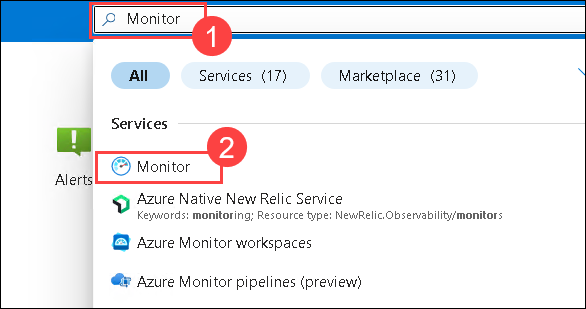 Monitor
1
All
Services (17)
Marketplace (31)
Services
2
Monitor
Alerts
Azure Native New Relic Service
Keywords: monitoring; Resource type: NewRelic.Observability/monitors
Azure Monitor workspaces
Azure Monitor pipelines (preview)